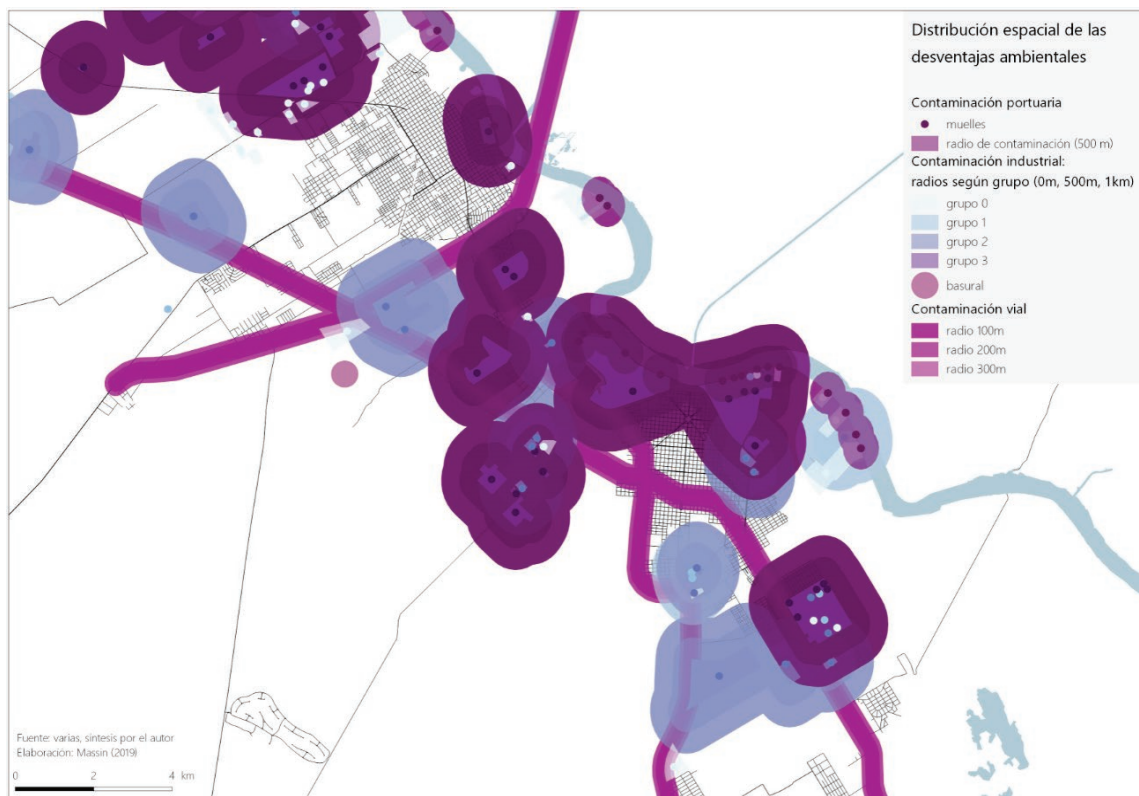 Distribución espacial de las
desventajas ambientales
Contaminación portuaria
muelles
radio de contaminación (500 m)
Contaminación industrial:
radios según grupo (0m, 500m, 1km)
grupo 0
grupo 1
grupo 2
grupo 3
basural
Contaminación vial
radio 100m
radio 200m
radio 300m
Fuente: varias, síntesis por el autor
Elaboración: Massin (2019)
0 2 4 km